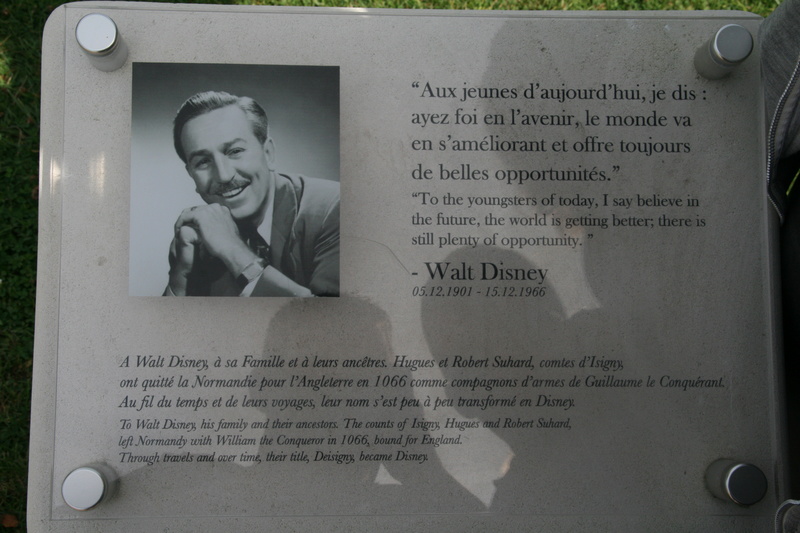 “Aux jeunes d’aujourd’hui, je dis :
ayez foi en l’avenir, le monde va
en s’améliorant et offre toujours
de belles opportunités.”
“To the youngsters of today, I say believe in
the future, the world is getting better; there is
still plenty of opportunity. ”
- Walt Disney
05.12.1901 - 15.12.1966
A Walt Disney, à sa Famille et à leurs ancêtres. Hugues et Robert Suhard, comtes d’Isigny,
ont quitté la Normandie pour l’Angleterre en 1066 comme compagnons d’armes de Guillaume le Conquérant.
Au fil du temps et de leurs voyages, leur nom s’est peu à peu transformé en Disney.
To Walt Disney, his family and their ancestors. The counts of Isigny, Hugues and Robert Suhard,
left Normandy with William the Conqueror in 1066, bound for England.
Through travels and over time, their title, Deisigny, became Disney.